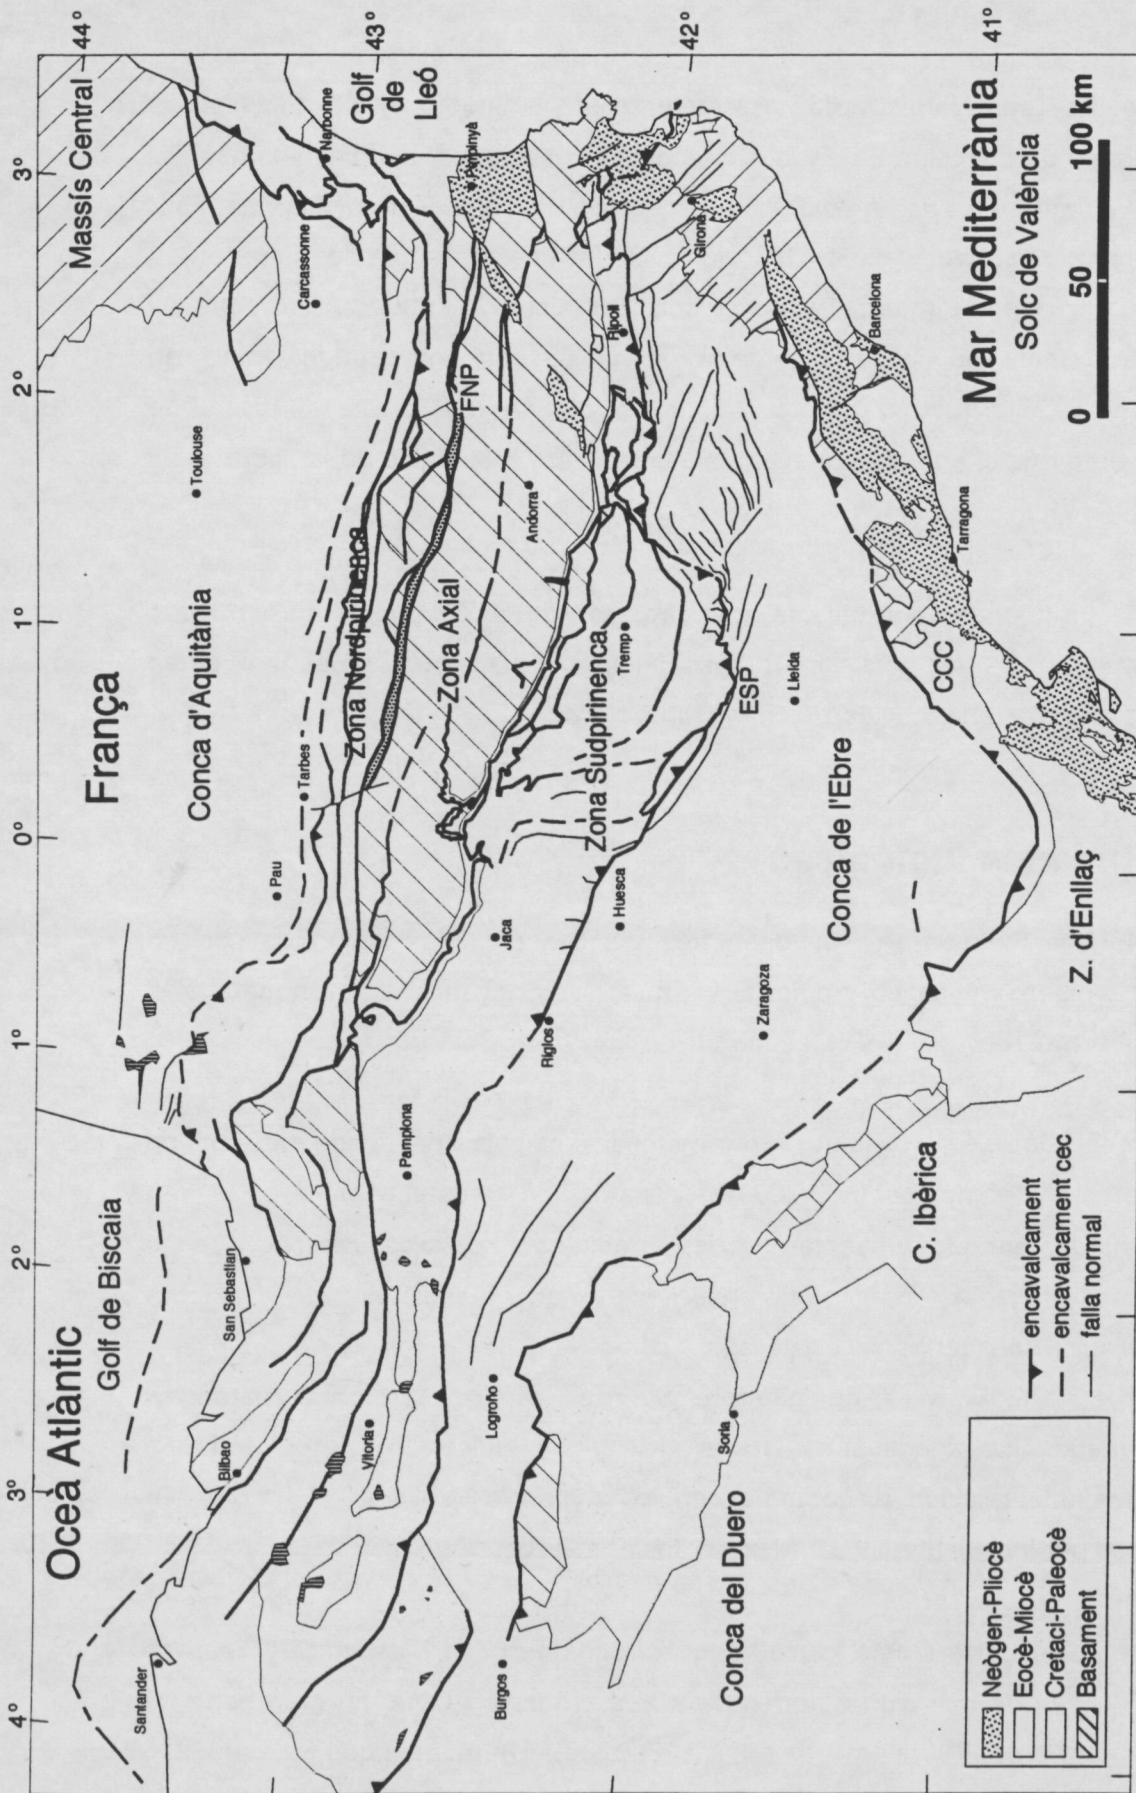 4°
3°
2°
1°
0°
1°
2°
3°
44°
43°
42°
41°
Oceà Atlàntic
Golf de Biscaia
França
Conca d'Aquitània
Massís Central
Golf
de
Lleó
Santander
Bilbao
San Sebastian
Pau
Tarbes
Toulouse
Carcassonne
Narbonne
Perpinyà
Zona Nordpirinenca
FNP
Zona Axial
Andorra
Vitoria
Pamplona
Jaca
Zona Sudpirinenca
Tremp
Ripoll
Girona
Burgos
Logroño
Riglos
Huesca
ESP
Lleida
Zaragoza
Conca de l'Ebre
Barcelona
Tarragona
CCC
Soria
Conca del Duero
C. Ibèrica
Z. d'Enllaç
Mar Mediterrània
Solc de València
0
50
100 km
Neògen-Pliocè
Eocè-Miocè
Cretaci-Paleocè
Basament
encavalcament
encavalcament cec
falla normal